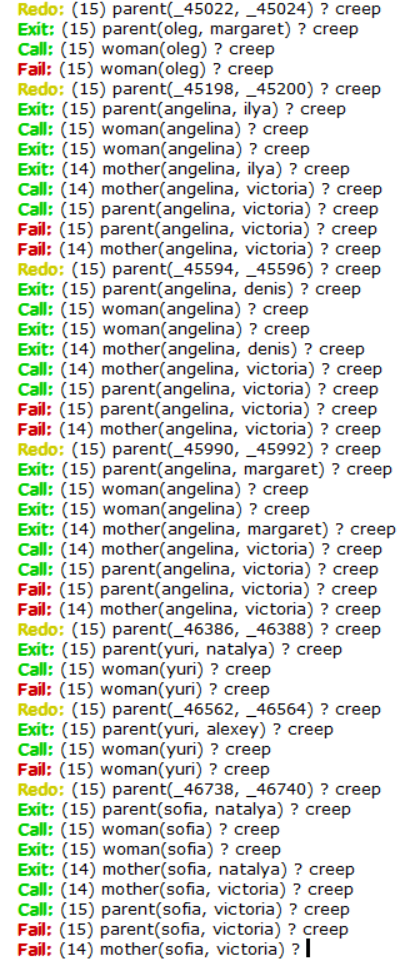 Redo: (15) parent(_45022, _45024) ? creep
Exit: (15) parent(oleg, margaret) ? creep
Call: (15) woman(oleg) ? creep
Fail: (15) woman(oleg) ? creep
Redo: (15) parent(_45198, _45200) ? creep
Exit: (15) parent(angelina, ilya) ? creep
Call: (15) woman(angelina) ? creep
Exit: (15) woman(angelina) ? creep
Exit: (14) mother(angelina, ilya) ? creep
Call: (14) mother(angelina, victoria) ? creep
Call: (15) parent(angelina, victoria) ? creep
Fail: (15) parent(angelina, victoria) ? creep
Fail: (14) mother(angelina, victoria) ? creep
Redo: (15) parent(_45594, _45596) ? creep
Exit: (15) parent(angelina, denis) ? creep
Call: (15) woman(angelina) ? creep
Exit: (15) woman(angelina) ? creep
Exit: (14) mother(angelina, denis) ? creep
Call: (14) mother(angelina, victoria) ? creep
Call: (15) parent(angelina, victoria) ? creep
Fail: (15) parent(angelina, victoria) ? creep
Fail: (14) mother(angelina, victoria) ? creep
Redo: (15) parent(_45990, _45992) ? creep
Exit: (15) parent(angelina, margaret) ? creep
Call: (15) woman(angelina) ? creep
Exit: (15) woman(angelina) ? creep
Exit: (14) mother(angelina, margaret) ? creep
Call: (14) mother(angelina, victoria) ? creep
Call: (15) parent(angelina, victoria) ? creep
Fail: (15) parent(angelina, victoria) ? creep
Fail: (14) mother(angelina, victoria) ? creep
Redo: (15) parent(_46386, _46388) ? creep
Exit: (15) parent(yuri, natalya) ? creep
Call: (15) woman(yuri) ? creep
Fail: (15) woman(yuri) ? creep
Redo: (15) parent(_46562, _46564) ? creep
Exit: (15) parent(yuri, alexey) ? creep
Call: (15) woman(yuri) ? creep
Fail: (15) woman(yuri) ? creep
Redo: (15) parent(_46738, _46740) ? creep
Exit: (15) parent(sofia, natalya) ? creep
Call: (15) woman(sofia) ? creep
Exit: (15) woman(sofia) ? creep
Exit: (14) mother(sofia, natalya) ? creep
Call: (14) mother(sofia, victoria) ? creep
Call: (15) parent(sofia, victoria) ? creep
Fail: (15) parent(sofia, victoria) ? creep
Fail: (14) mother(sofia, victoria) ?